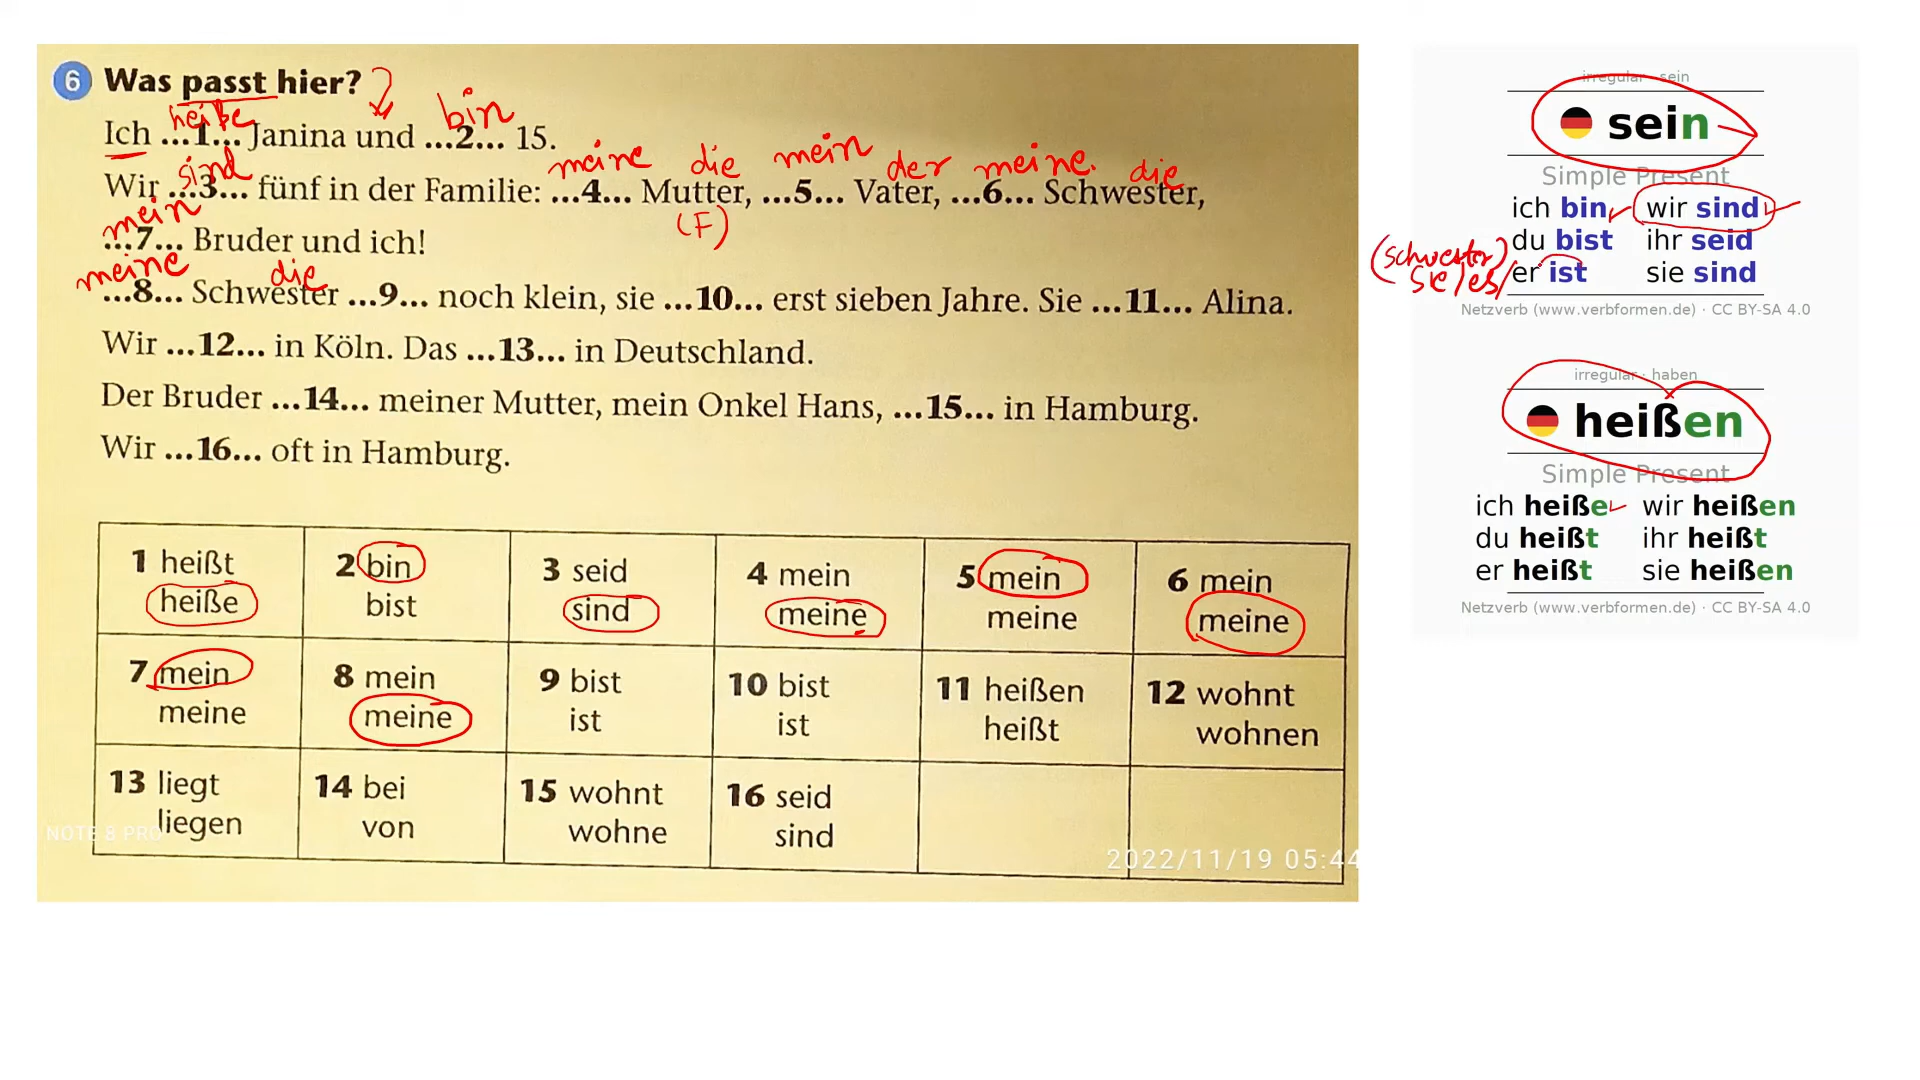 6 Was passt hier?
heiße
bin
Ich ...1... Janina und ...2... 15.
sind
meine die mein der meine. die
Wir ...3... fünf in der Familie: ...4... Mutter, ...5... Vater, ...6... Schwester,
mein
(F)
...7... Bruder und ich!
meine die
...8... Schwester ...9... noch klein, sie ...10... erst sieben Jahre. Sie ...11... Alina.
Wir ...12... in Köln. Das ...13... in Deutschland.
Der Bruder ...14... meiner Mutter, mein Onkel Hans, ...15... in Hamburg.
Wir ...16... oft in Hamburg.
1 heißt
heiße
2 bin
bist
3 seid
sind
4 mein
meine
5 mein
meine
6 mein
meine
7 mein
meine
8 mein
meine
9 bist
ist
10 bist
ist
11 heißen
heißt
12 wohnt
wohnen
13 liegt
liegen
14 bei
von
15 wohnt
wohne
16 seid
sind
NOTE 8 PRO
2022/11/19 05:44
irregular · sein
sein
Simple Present
ich bin wir sind
du bist ihr seid
(schwester)
sie/es/
er ist sie sind
Netzverb (www.verbformen.de) · CC BY-SA 4.0
irregular · haben
heißen
Simple Present
ich heiße wir heißen
du heißt ihr heißt
er heißt sie heißen
Netzverb (www.verbformen.de) · CC BY-SA 4.0